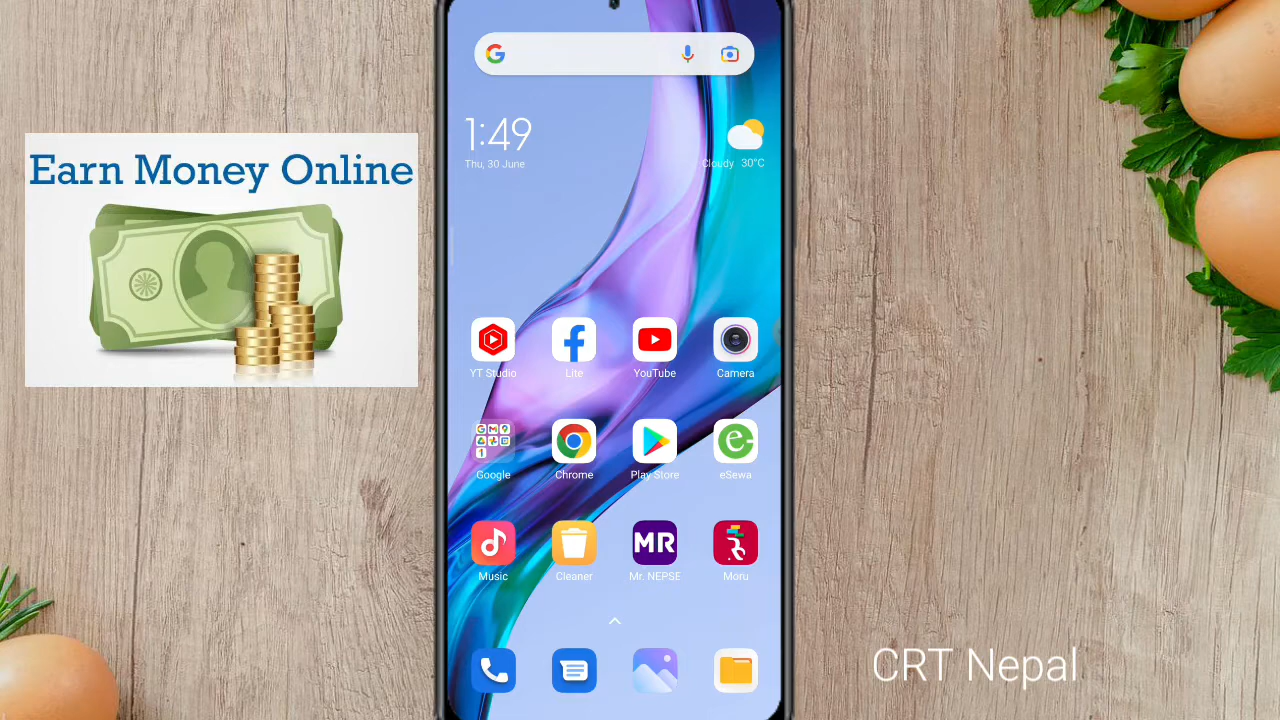 Earn Money Online
1:49
Thu, 30 June
Cloudy 30°C
YT Studio
Lite
YouTube
Camera
Google
Chrome
Play Store
eSewa
MR
Music
Cleaner
Mr. NEPSE
Moru
CRT Nepal